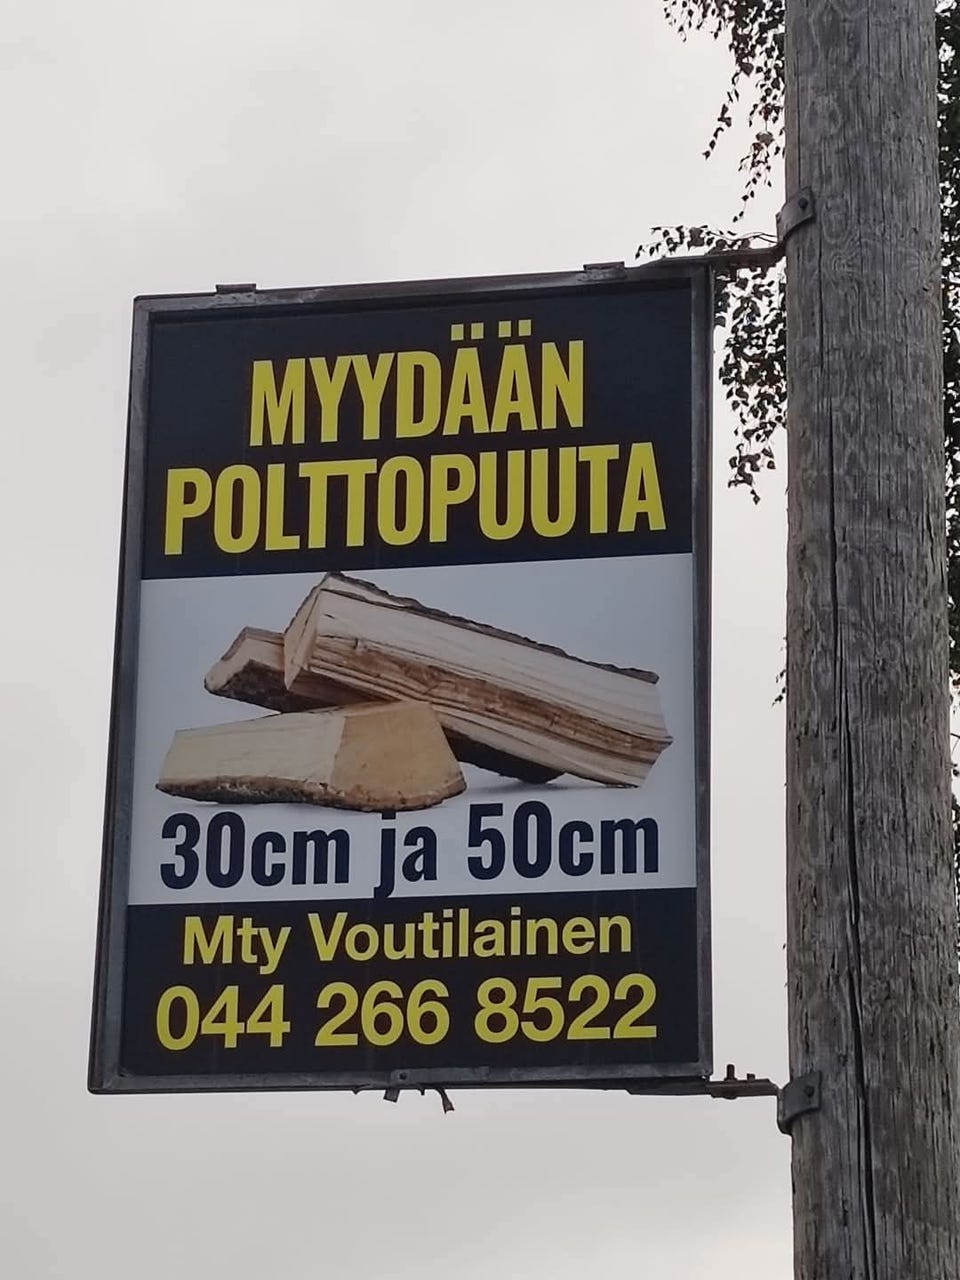 MYYDÄÄN
POLTTOPUUTA
30cm ja 50cm
Mty Voutilainen
044 266 8522